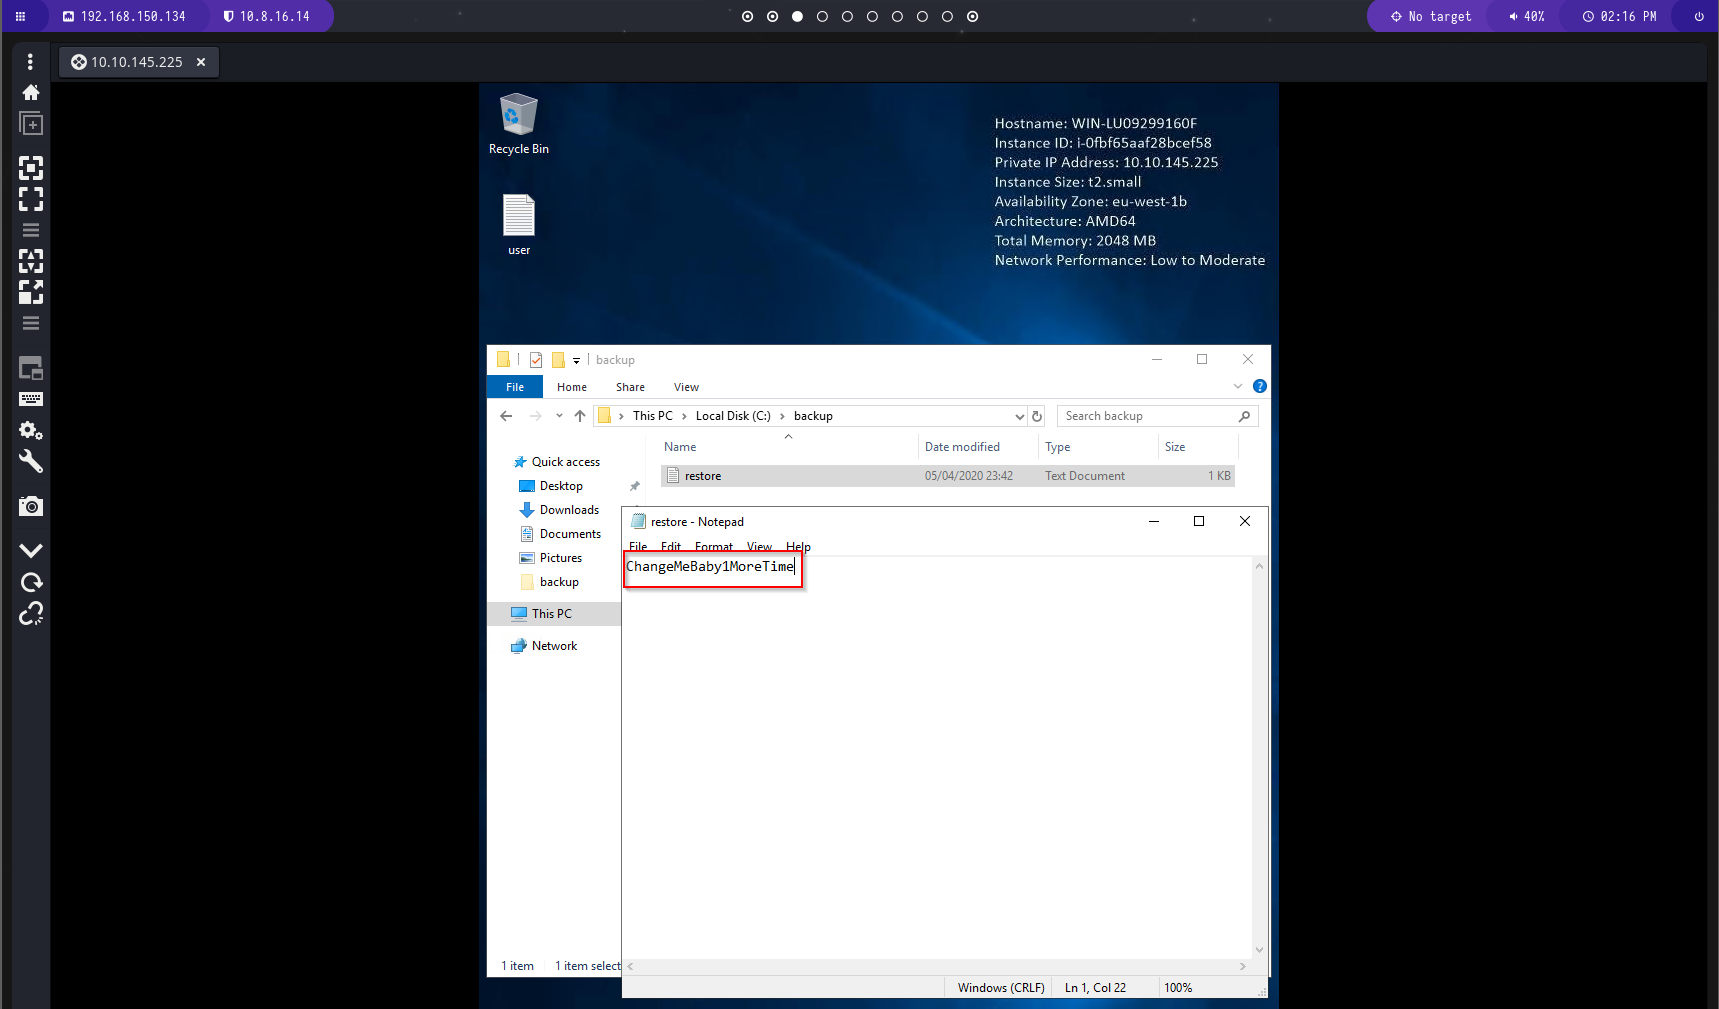 192.168.150.134 10.8.16.14 No target 40% 02:16 PM
10.10.145.225
Recycle Bin
user
Hostname: WIN-LU09299160F
Instance ID: i-0fbf65aaf28bcef58
Private IP Address: 10.10.145.225
Instance Size: t2.small
Availability Zone: eu-west-1b
Architecture: AMD64
Total Memory: 2048 MB
Network Performance: Low to Moderate
backup
File Home Share View
This PC Local Disk (C:) backup Search backup
Name Date modified Type Size
restore 05/04/2020 23:42 Text Document 1 KB
Quick access
Desktop
Downloads
Documents
Pictures
backup
This PC
Network
1 item 1 item select
restore - Notepad
File Edit Format View Help
ChangeMeBaby1MoreTime
Windows (CRLF) Ln 1, Col 22 100%